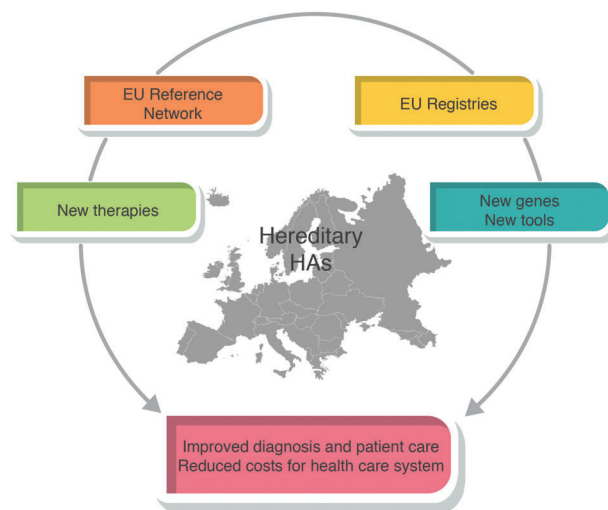 EU Reference
Network
EU Registries
New therapies
New genes
New tools
Hereditary
HAs
Improved diagnosis and patient care
Reduced costs for health care system